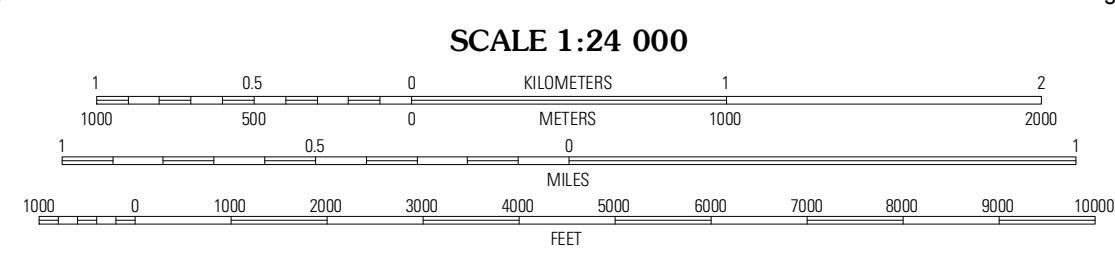 SCALE 1:24 000
1 0.5 0 KILOMETERS 1 2
1000 500 0 METERS 1000 2000
1 0.5 0 1
MILES
1000 0 1000 2000 3000 4000 5000 6000 7000 8000 9000 10000
FEET